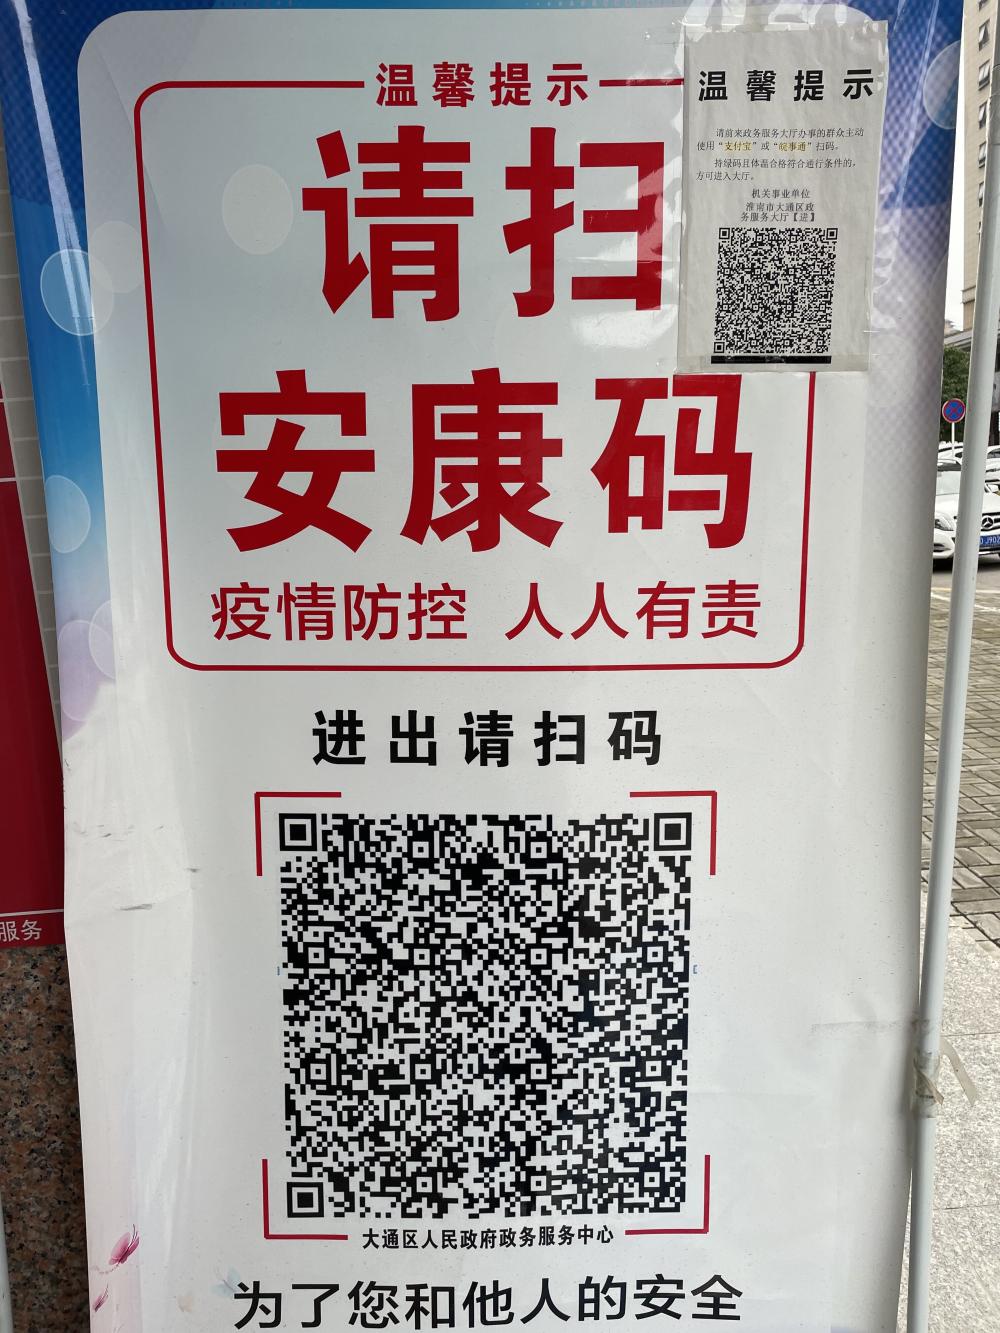 温馨提示
请扫
安康码
疫情防控 人人有责
温馨提示
请前来政务服务大厅办事的群众主动
使用“支付宝”或“皖事通”扫码。
持绿码且体温合格符合通行条件的，
方可进入大厅。
机关事业单位
淮南市大通区政
务服务大厅【进】
进出请扫码
大通区人民政府政务服务中心
为了您和他人的安全
服务